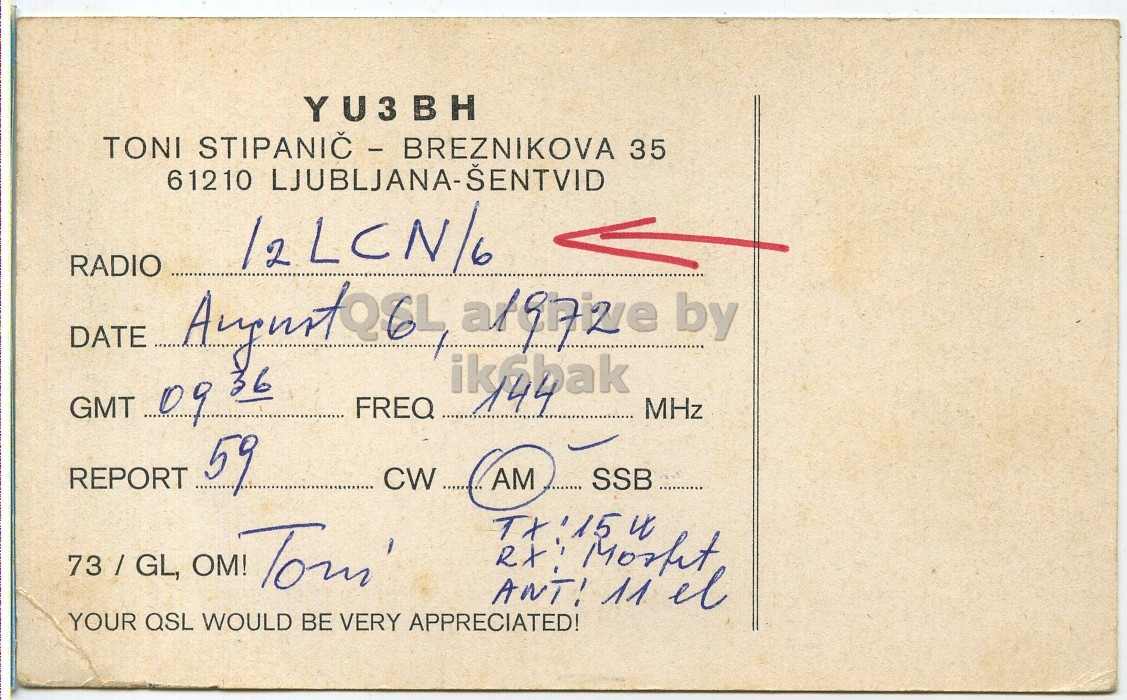 YU3BH
TONI STIPANIČ – BREZNIKOVA 35
61210 LJUBLJANA-ŠENTVID
RADIO I2LCN/6
DATE August 6, 1972
QSL archive by
ik6bak
GMT 09 36 FREQ 144 MHz
REPORT 59 CW AM SSB
TX: 15 W
RX: Mosfet
73 / GL, OM! Toni
ANT: 11 el
YOUR QSL WOULD BE VERY APPRECIATED!